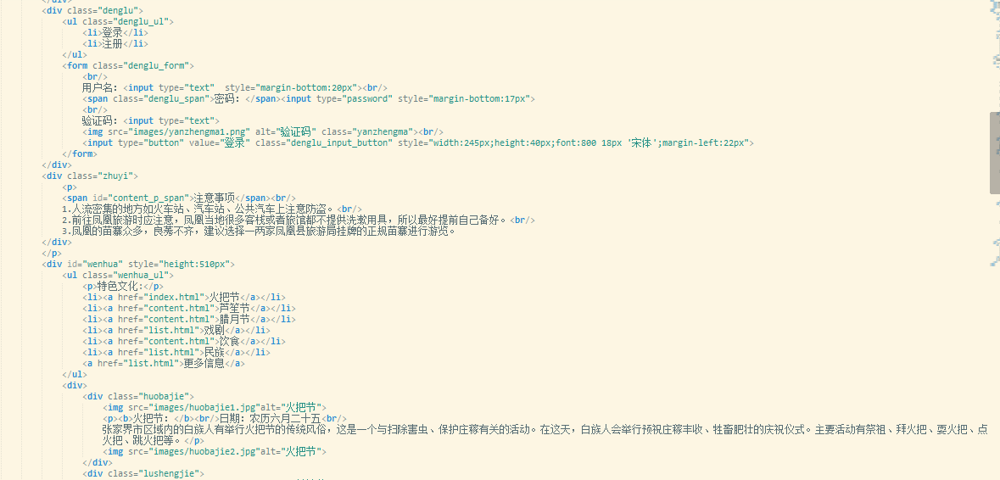 </div>
<div class="denglu">
<ul class="denglu_ul">
<li>登录</li>
<li>注册</li>
</ul>
<form class="denglu_form">
<br/>
用户名：<input type="text"  style="margin-bottom:20px"><br/>
<span class="denglu_span">密码：</span><input type="password" style="margin-bottom:17px">
<br/>
验证码：<input type="text">
<img src="images/yanzhengma1.png" alt="验证码" class="yanzhengma"><br/>
<input type="button" value="登录" class="denglu_input_button" style="width:245px;height:40px;font:800 18px '宋体';margin-left:22px">
</form>
</div>
<div class="zhuyi">
<p>
<span id="content_p_span">注意事项</span><br/>
1.人流密集的地方如火车站、汽车站、公共汽车上注意防盗。<br/>
2.前往凤凰旅游时应注意，凤凰当地很多客栈或者旅馆都不提供洗漱用具，所以最好提前自己备好。<br/>
3.凤凰的苗寨众多，良莠不齐，建议选择一两家凤凰县旅游局挂牌的正规苗寨进行游览。
</div>
</p>
<div id="wenhua" style="height:510px">
<ul class="wenhua_ul">
<p>特色文化:</p>
<li><a href="index.html">火把节</a></li>
<li><a href="content.html">芦笙节</a></li>
<li><a href="content.html">腊月节</a></li>
<li><a href="list.html">戏剧</a></li>
<li><a href="content.html">饮食</a></li>
<li><a href="list.html">民族</a></li>
<a href="list.html">更多信息</a>
</ul>
<div>
<div class="huobajie">
<img src="images/huobajie1.jpg"alt="火把节">
<p><b>火把节：</b><br/>日期：农历六月二十五<br/>
张家界市区域内的白族人有举行火把节的传统风俗，这是一个与扫除害虫、保护庄稼有关的活动。在这天，白族人会举行预祝庄稼丰收、牲畜肥壮的庆祝仪式。主要活动有祭祖、拜火把、耍火把、点
火把、跳火把等。</p>
<img src="images/huobajie2.jpg"alt="火把节">
</div>
<div class="lushengjie">